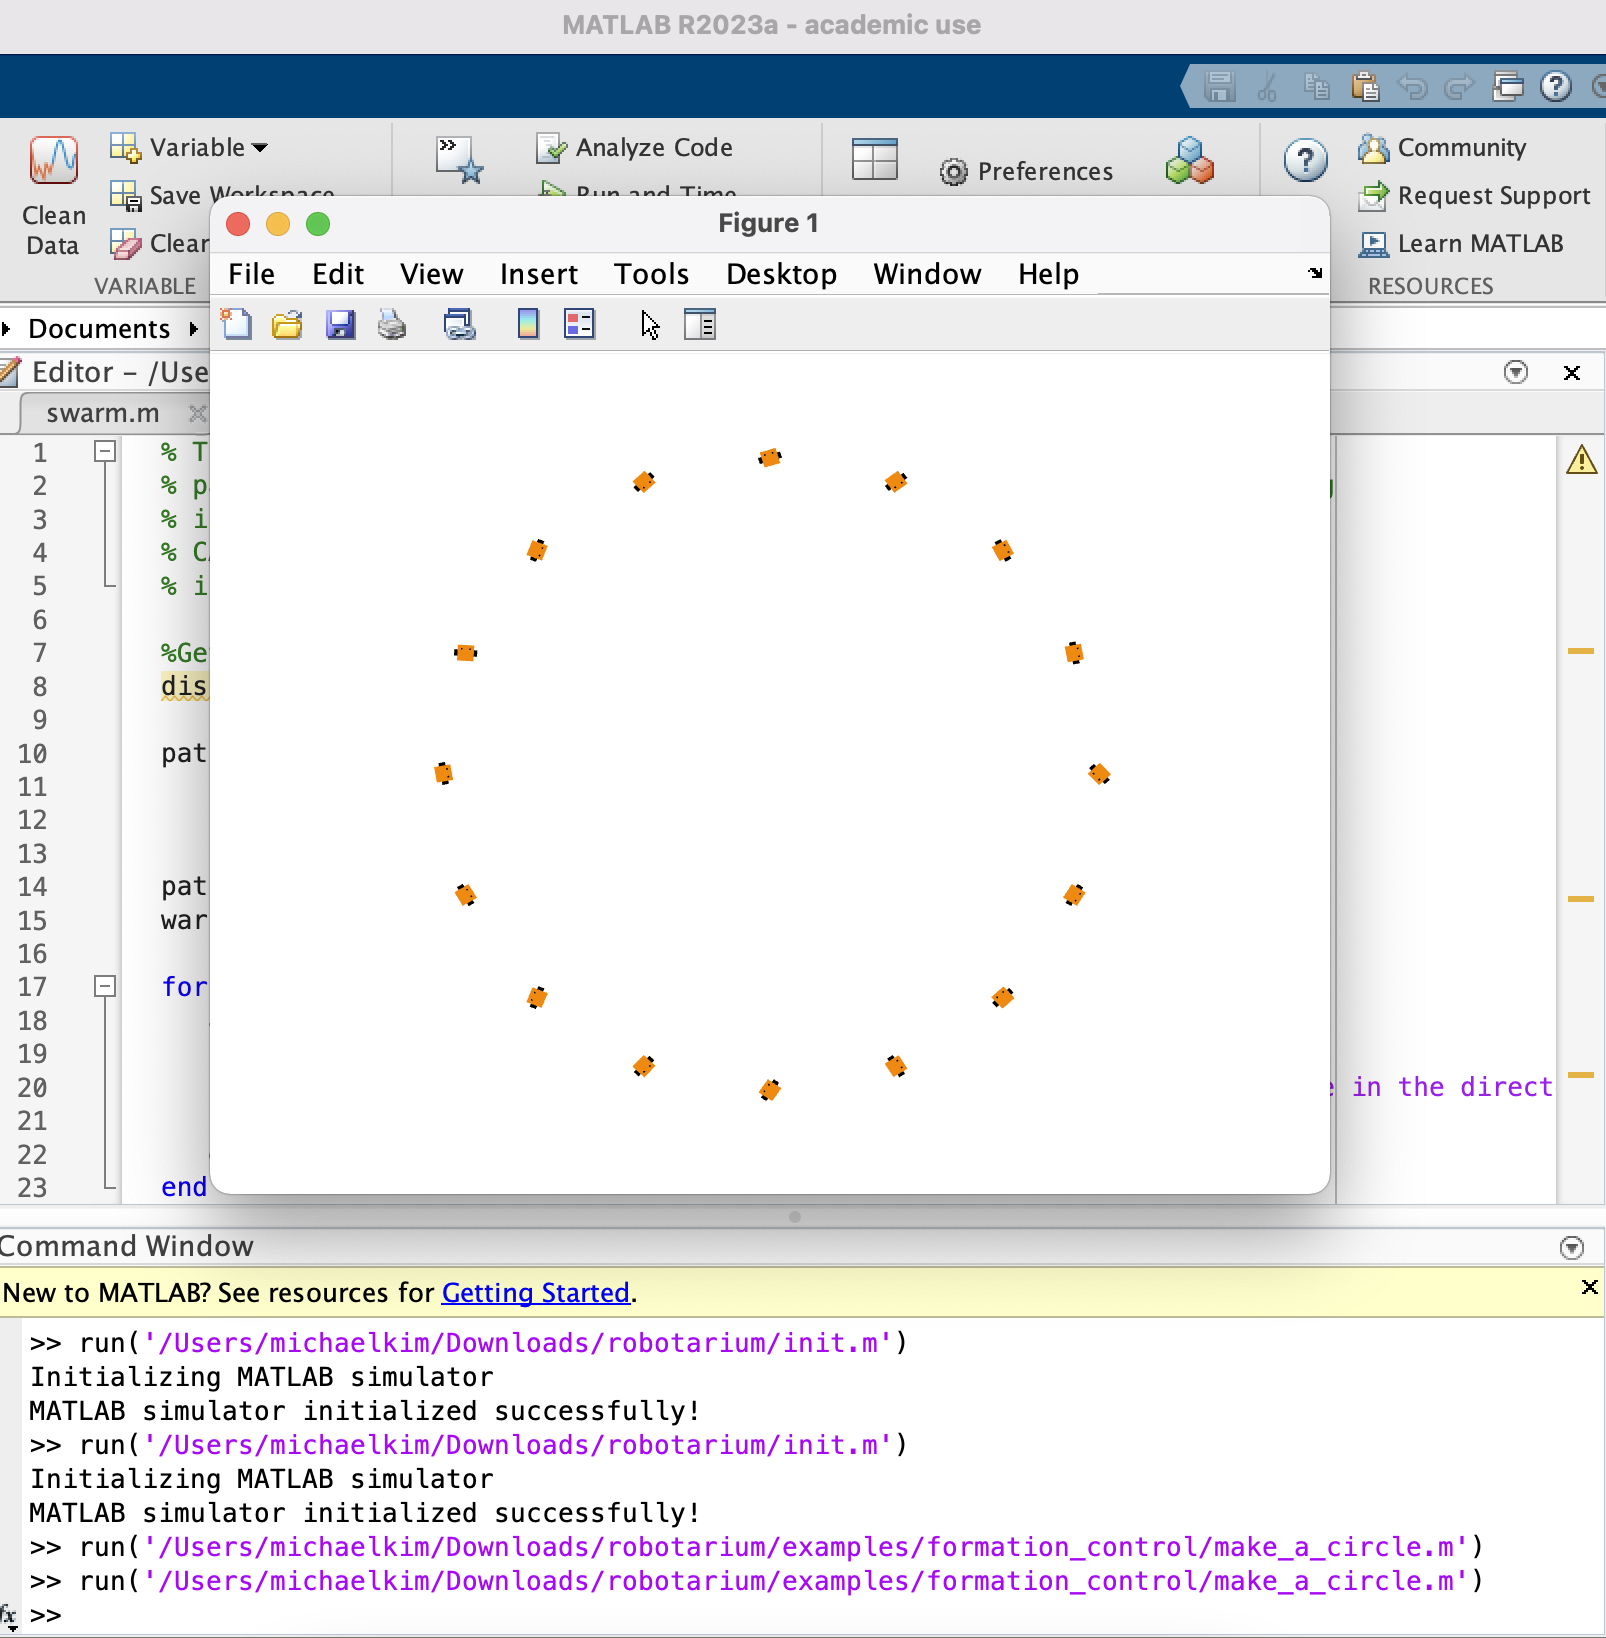 MATLAB R2023a - academic use
Clean Data
Variable
Save Workspace
Clear
VARIABLE
Analyze Code
Run and Time
Preferences
Community
Request Support
Learn MATLAB
RESOURCES
Documents
Editor – /Use
swarm.m
Figure 1
File Edit View Insert Tools Desktop Window Help
1 % T
2 % p
3 % i
4 % C
5 % i
6
7 %Ge
8 dis
9
10 pat
11
12
13
14 pat
15 war
16
17 for
18
19
20 in the direct
21
22
23 end
Command Window
New to MATLAB? See resources for Getting Started.
>> run('/Users/michaelkim/Downloads/robotarium/init.m')
Initializing MATLAB simulator
MATLAB simulator initialized successfully!
>> run('/Users/michaelkim/Downloads/robotarium/init.m')
Initializing MATLAB simulator
MATLAB simulator initialized successfully!
>> run('/Users/michaelkim/Downloads/robotarium/examples/formation_control/make_a_circle.m')
>> run('/Users/michaelkim/Downloads/robotarium/examples/formation_control/make_a_circle.m')
fx >>